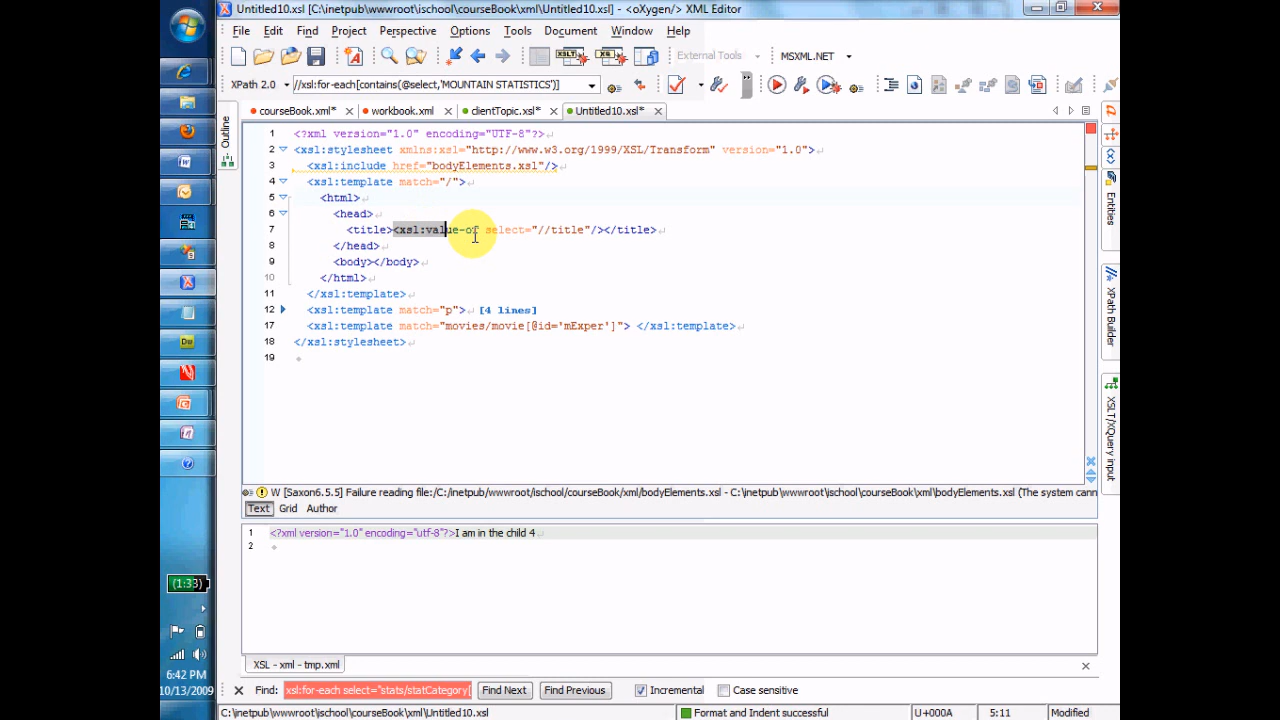 Untitled10.xsl [C:\inetpub\wwwroot\ischool\courseBook\xml\Untitled10.xsl] - <oXygen/> XML Editor
File Edit Find Project Perspective Options Tools Document Window Help
External Tools MSXML.NET
XPath 2.0 //xsl:for-each[contains(@select,'MOUNTAIN STATISTICS')]
courseBook.xml* workbook.xml clientTopic.xsl* Untitled10.xsl*
1 <?xml version="1.0" encoding="UTF-8"?>
2 <xsl:stylesheet xmlns:xsl="http://www.w3.org/1999/XSL/Transform" version="1.0">
3 <xsl:include href="bodyElements.xsl"/>
4 <xsl:template match="/">
5 <html>
6 <head>
7 <title><xsl:value-of select="//title"/></title>
8 </head>
9 <body></body>
10 </html>
11 </xsl:template>
12 <xsl:template match="p"> [4 lines]
17 <xsl:template match="movies/movie[@id='mExper']"> </xsl:template>
18 </xsl:stylesheet>
19
Outline
Entities
XPath Builder
XSLT/XQuery input
W [Saxon6.5.5] Failure reading file:/C:/inetpub/wwwroot/ischool/courseBook/xml/bodyElements.xsl - C:\inetpub\wwwroot\ischool\courseBook\xml\bodyElements.xsl (The system cann
Text Grid Author
1 <?xml version="1.0" encoding="utf-8"?>I am in the child 4
2
XSL - xml - tmp.xml
Find: xsl:for-each select="stats/statCategory[ Find Next Find Previous Incremental Case sensitive
C:\inetpub\wwwroot\ischool\courseBook\xml\Untitled10.xsl Format and Indent successful U+000A 5:11 Modified
(1:33)
6:42 PM
10/13/2009